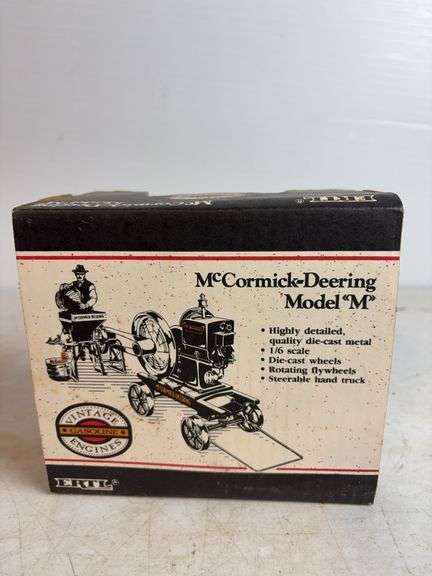 McCormick-Deering
Model «M»
• Highly detailed,
quality die-cast metal
• 1/6 scale
• Die-cast wheels
• Rotating flywheels
• Steerable hand truck
VINTAGE
GASOLINE
ENGINES
ERTL